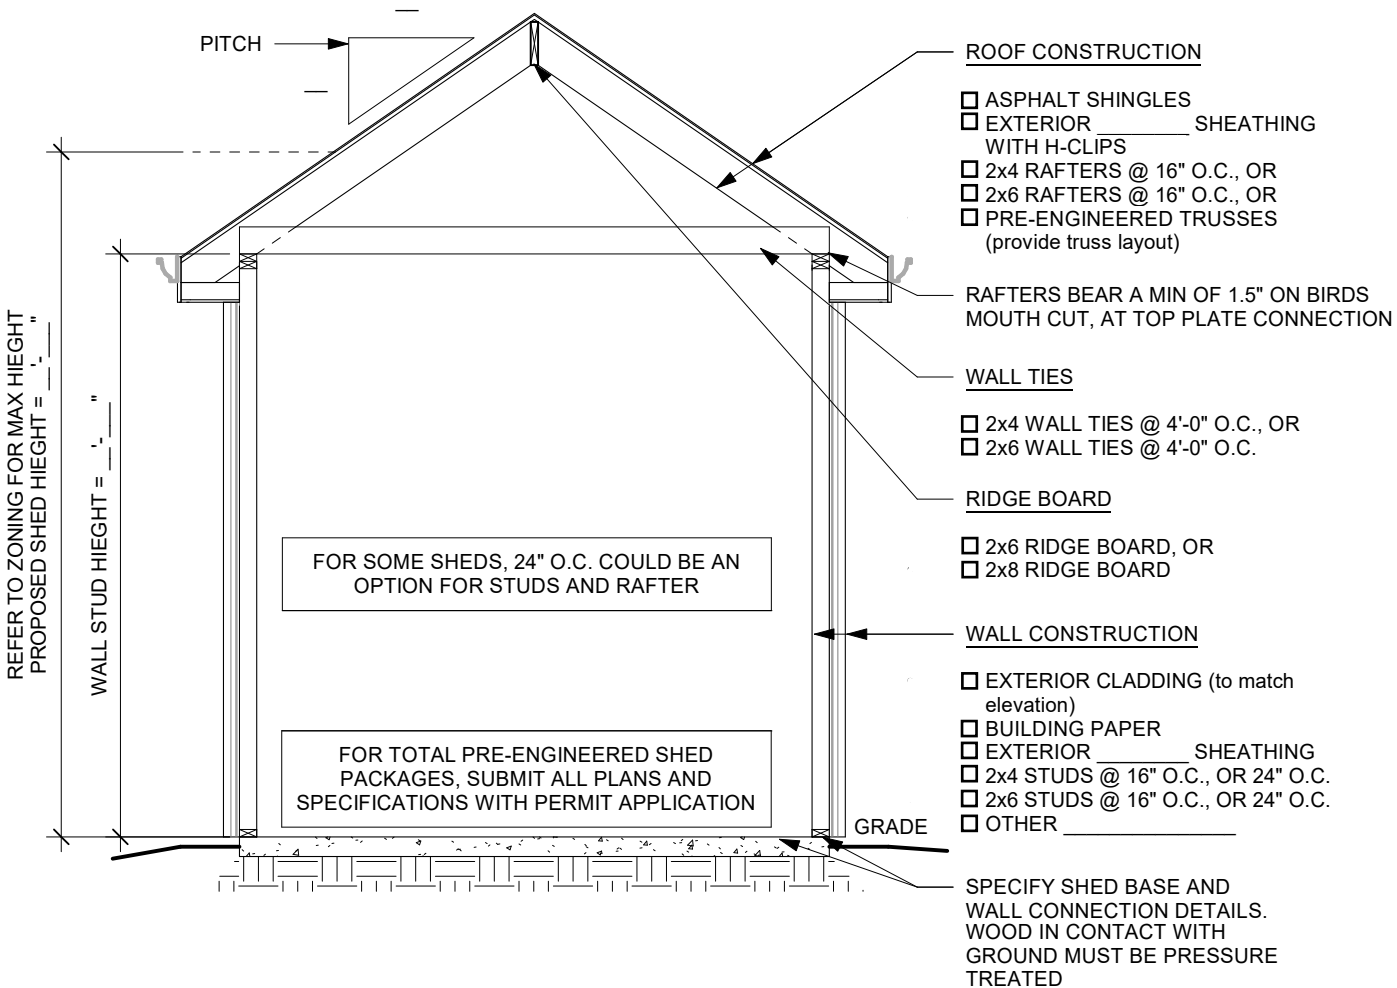 PITCH
REFER TO ZONING FOR MAX HIEGHT
PROPOSED SHED HIEGHT = __'- ___"
WALL STUD HIEGHT = __'- ___"
FOR SOME SHEDS, 24" O.C. COULD BE AN
OPTION FOR STUDS AND RAFTER
FOR TOTAL PRE-ENGINEERED SHED
PACKAGES, SUBMIT ALL PLANS AND
SPECIFICATIONS WITH PERMIT APPLICATION
GRADE
ROOF CONSTRUCTION
ASPHALT SHINGLES
EXTERIOR ________ SHEATHING
WITH H-CLIPS
2x4 RAFTERS @ 16" O.C., OR
2x6 RAFTERS @ 16" O.C., OR
PRE-ENGINEERED TRUSSES
(provide truss layout)
RAFTERS BEAR A MIN OF 1.5" ON BIRDS
MOUTH CUT, AT TOP PLATE CONNECTION
WALL TIES
2x4 WALL TIES @ 4'-0" O.C., OR
2x6 WALL TIES @ 4'-0" O.C.
RIDGE BOARD
2x6 RIDGE BOARD, OR
2x8 RIDGE BOARD
WALL CONSTRUCTION
EXTERIOR CLADDING (to match
elevation)
BUILDING PAPER
EXTERIOR ________ SHEATHING
2x4 STUDS @ 16" O.C., OR 24" O.C.
2x6 STUDS @ 16" O.C., OR 24" O.C.
OTHER _______________
SPECIFY SHED BASE AND
WALL CONNECTION DETAILS.
WOOD IN CONTACT WITH
GROUND MUST BE PRESSURE
TREATED